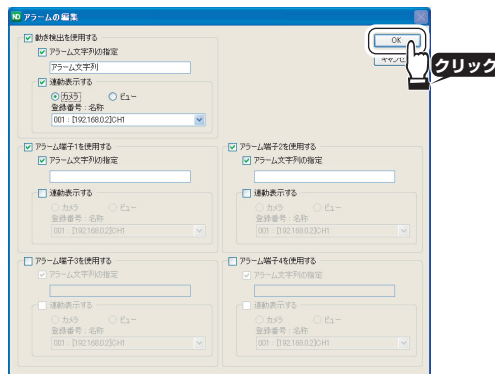 ND アラームの編集
動き検出を使用する
アラーム文字列の指定
アラーム文字列
連動表示する
カメラ ビュー
登録番号：名称
001 : [192.168.0.2]CH1
OK
クリック
アラーム端子1を使用する
アラーム文字列の指定
連動表示する
カメラ ビュー
登録番号：名称
001 : [192.168.0.2]CH1
アラーム端子2を使用する
アラーム文字列の指定
連動表示する
カメラ ビュー
登録番号：名称
001 : [192.168.0.2]CH1
アラーム端子3を使用する
アラーム文字列の指定
連動表示する
カメラ ビュー
登録番号：名称
001 : [192.168.0.2]CH1
アラーム端子4を使用する
アラーム文字列の指定
連動表示する
カメラ ビュー
登録番号：名称
001 : [192.168.0.2]CH1